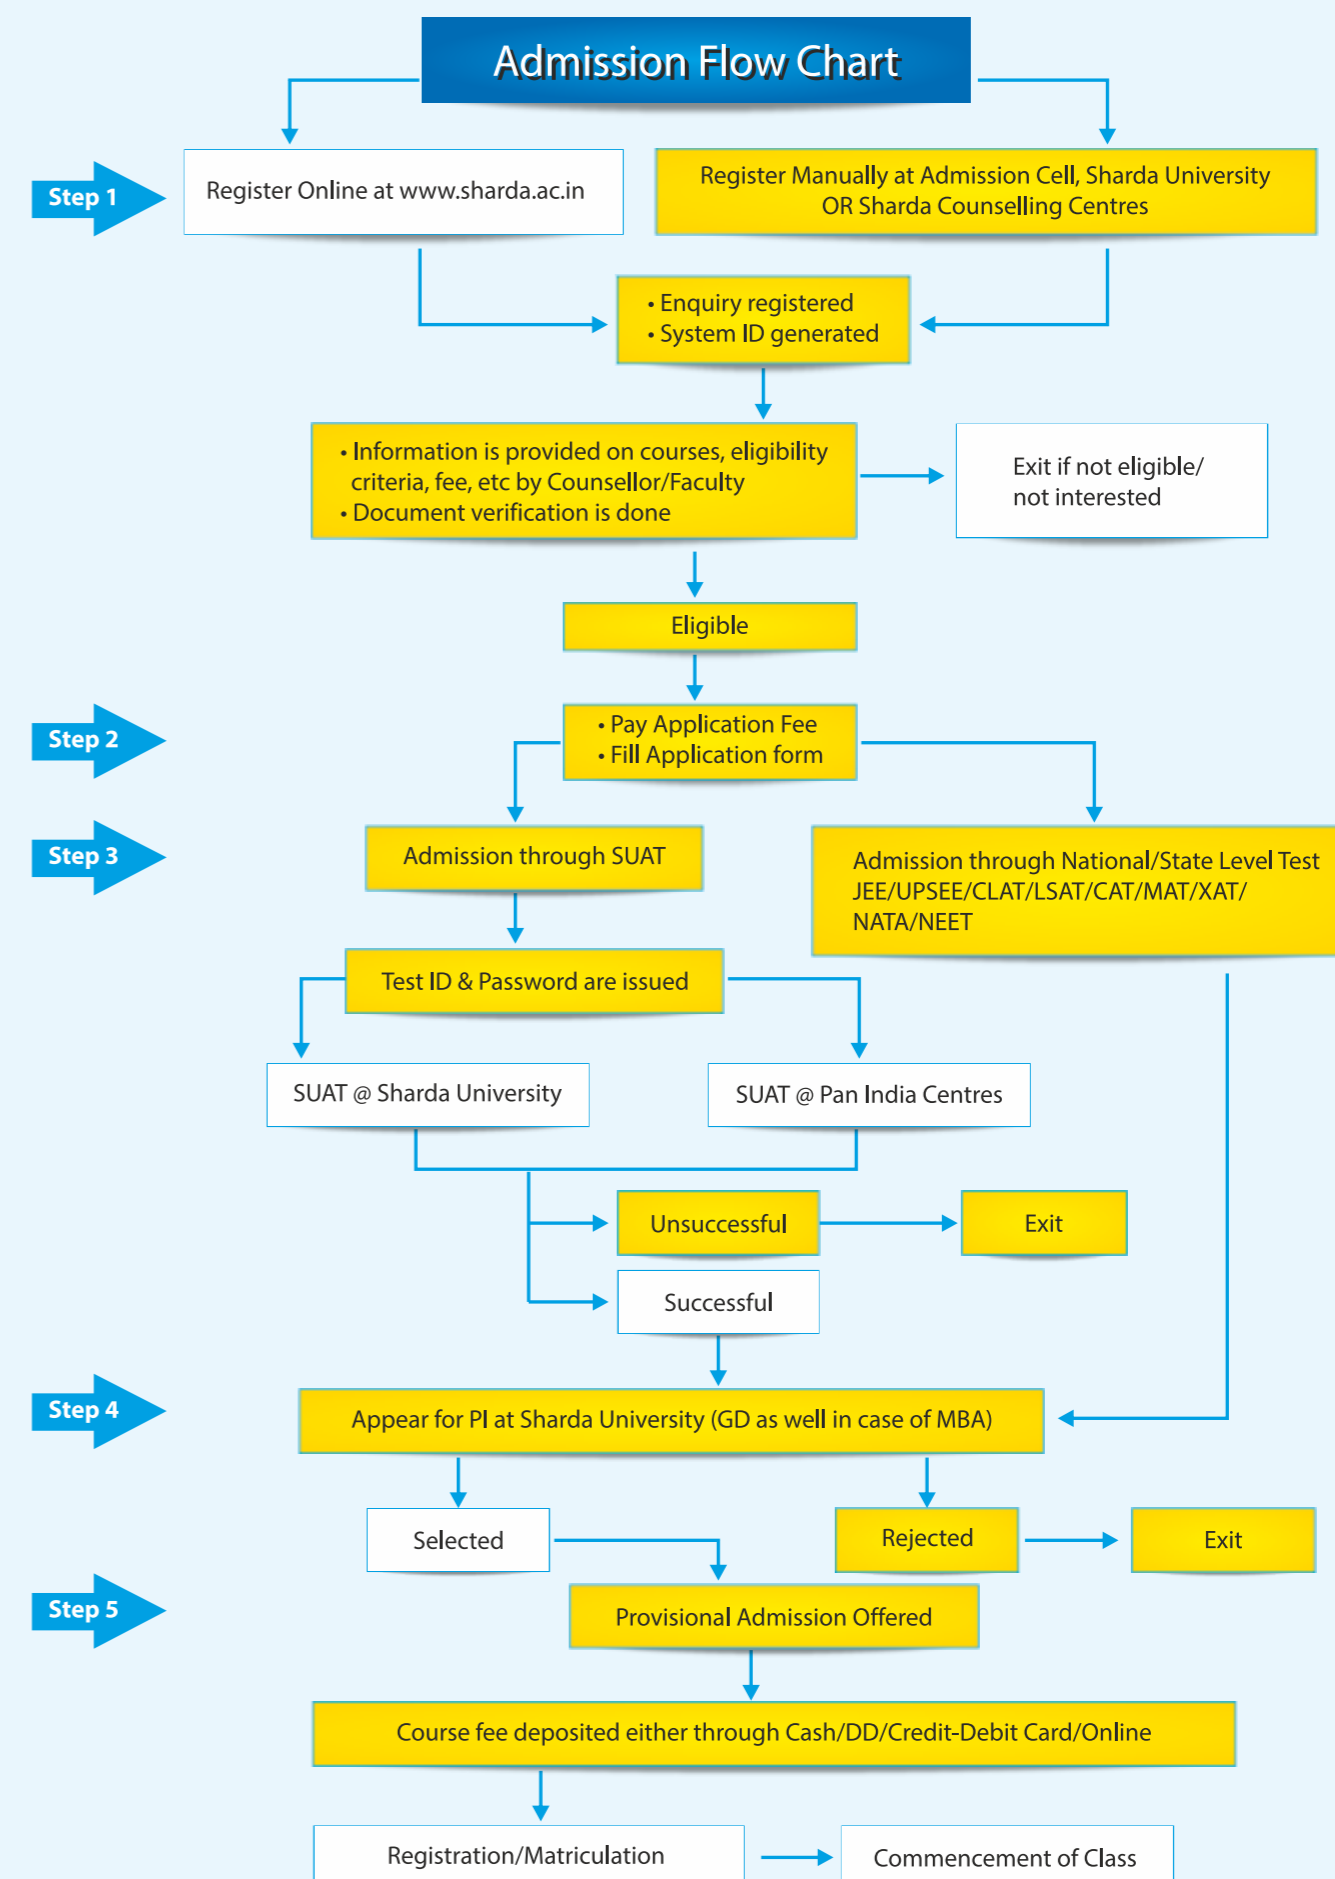 Admission Flow Chart
Step 1
Register Online at www.sharda.ac.in
Register Manually at Admission Cell, Sharda University
OR Sharda Counselling Centres
• Enquiry registered
• System ID generated
• Information is provided on courses, eligibility
criteria, fee, etc by Counsellor/Faculty
• Document verification is done
Exit if not eligible/
not interested
Eligible
Step 2
• Pay Application Fee
• Fill Application form
Step 3
Admission through SUAT
Admission through National/State Level Test
JEE/UPSEE/CLAT/LSAT/CAT/MAT/XAT/
NATA/NEET
Test ID & Password are issued
SUAT @ Sharda University
SUAT @ Pan India Centres
Unsuccessful
Exit
Successful
Step 4
Appear for PI at Sharda University (GD as well in case of MBA)
Selected
Rejected
Exit
Step 5
Provisional Admission Offered
Course fee deposited either through Cash/DD/Credit-Debit Card/Online
Registration/Matriculation
Commencement of Class